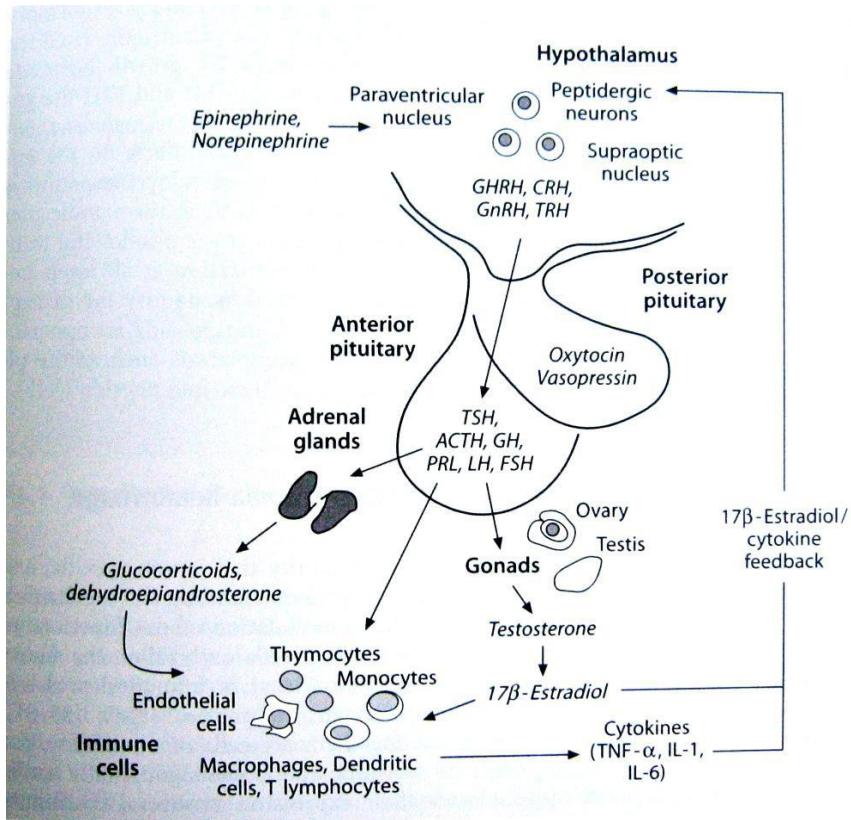 Hypothalamus
Paraventricular
nucleus
Peptidergic
neurons
Epinephrine,
Norepinephrine
Supraoptic
nucleus
GHRH, CRH,
GnRH, TRH
Posterior
pituitary
Anterior
pituitary
Oxytocin
Vasopressin
Adrenal
glands
TSH,
ACTH, GH,
PRL, LH, FSH
Ovary
Testis
Gonads
17β-Estradiol/
cytokine
feedback
Glucocorticoids,
dehydroepiandrosterone
Testosterone
Thymocytes
Monocytes
17β-Estradiol
Endothelial
cells
Immune
cells
Macrophages, Dendritic
cells, T lymphocytes
Cytokines
(TNF-α, IL-1,
IL-6)